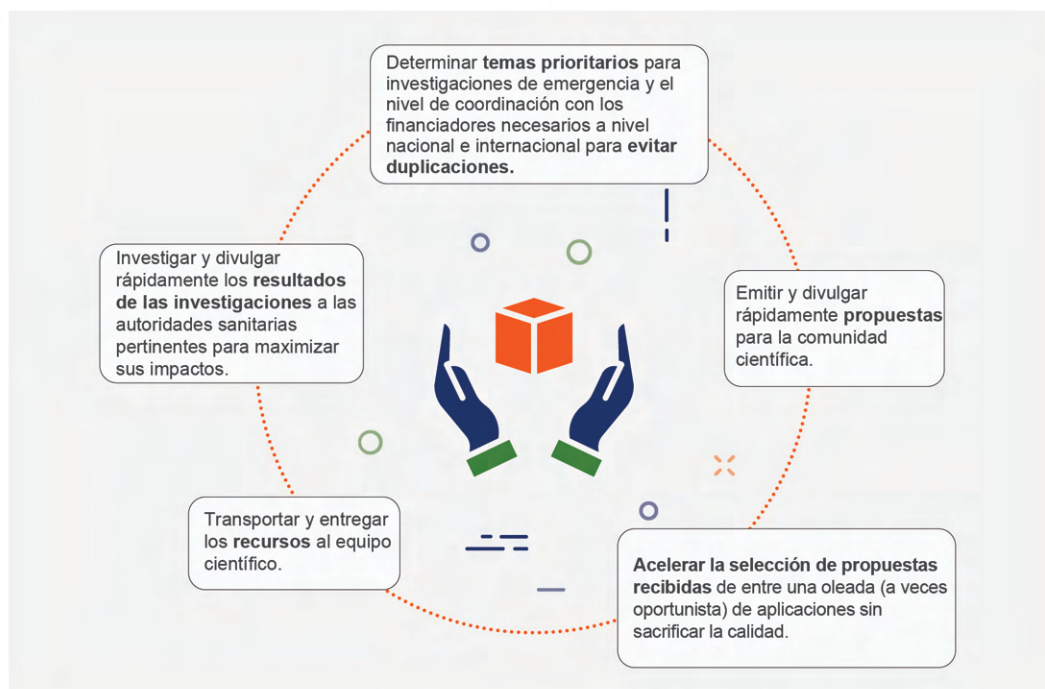 Determinar temas prioritarios para
investigaciones de emergencia y el
nivel de coordinación con los
financiadores necesarios a nivel
nacional e internacional para evitar
duplicaciones.
Emitir y divulgar
rápidamente propuestas
para la comunidad
científica.
Acelerar la selección de propuestas
recibidas de entre una oleada (a veces
oportunista) de aplicaciones sin
sacrificar la calidad.
Transportar y entregar
los recursos al equipo
científico.
Investigar y divulgar
rápidamente los resultados
de las investigaciones a las
autoridades sanitarias
pertinentes para maximizar
sus impactos.